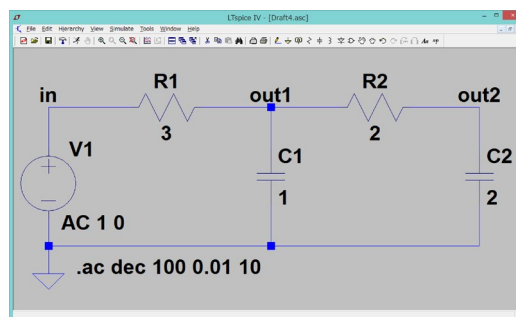 LTspice IV - [Draft4.asc]
File Edit Hierarchy View Simulate Tools Window Help
in
R1
3
out1
R2
2
out2
V1
AC 1 0
C1
1
C2
2
.ac dec 100 0.01 10